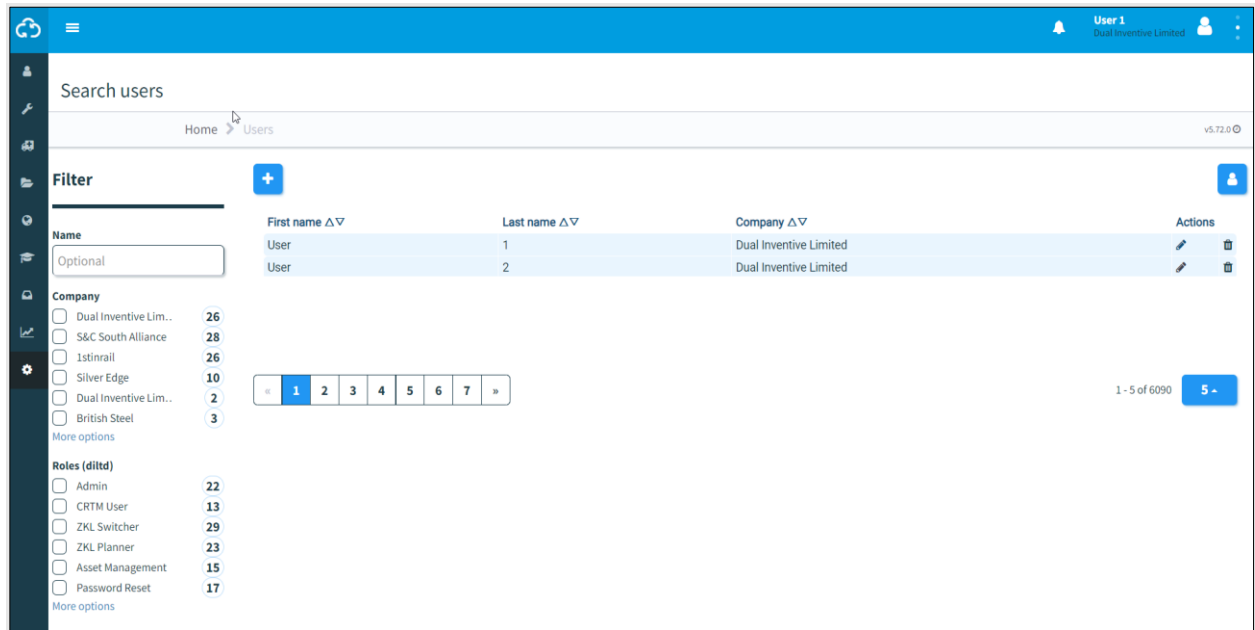 User 1
Dual Inventive Limited
Search users
Home Users
v5.72.0
Filter
Name
Optional
Company
Dual Inventive Lim.. 26
S&C South Alliance 28
1stinrail 26
Silver Edge 10
Dual Inventive Lim.. 2
British Steel 3
More options
Roles (diltd)
Admin 22
CRTM User 13
ZKL Switcher 29
ZKL Planner 23
Asset Management 15
Password Reset 17
More options
+
First name △▽ Last name △▽ Company △▽ Actions
User 1 Dual Inventive Limited
User 2 Dual Inventive Limited
« 1 2 3 4 5 6 7 »
1 - 5 of 6090 5